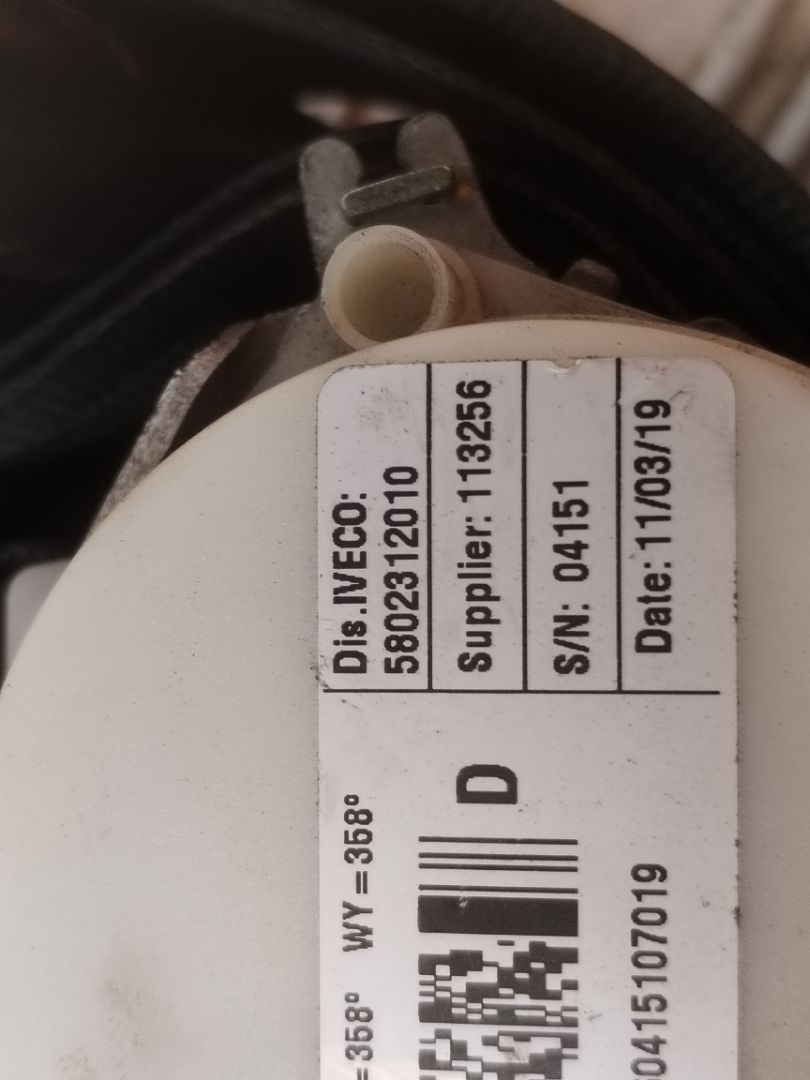 Dis.IVECO:
5802312010
Supplier: 113256
S/N: 04151
Date: 11/03/19
=358° WY=358°
D
0415107019